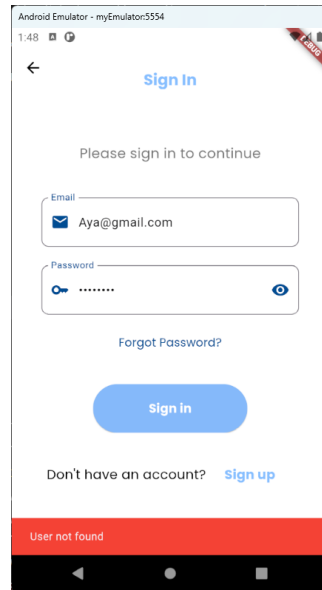 Android Emulator - myEmulator:5554
1:48
DEBUG
Sign In
Please sign in to continue
Email
Aya@gmail.com
Password
••••••••
Forgot Password?
Sign in
Don't have an account? Sign up
User not found